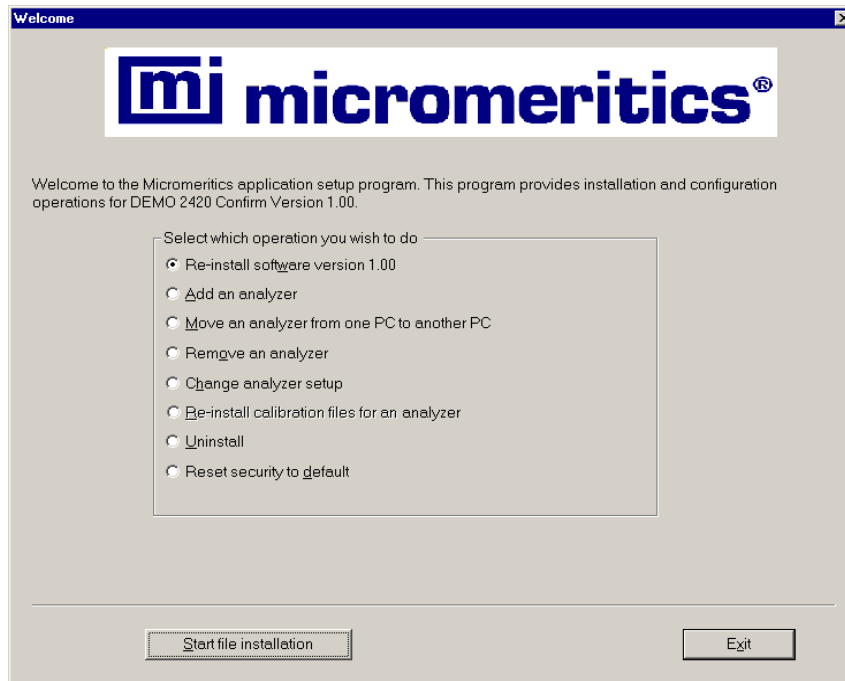 Welcome
mi micromeritics®
Welcome to the Micromeritics application setup program. This program provides installation and configuration
operations for DEMO 2420 Confirm Version 1.00.
Select which operation you wish to do
Re-install software version 1.00
Add an analyzer
Move an analyzer from one PC to another PC
Remove an analyzer
Change analyzer setup
Re-install calibration files for an analyzer
Uninstall
Reset security to default
Start file installation
Exit